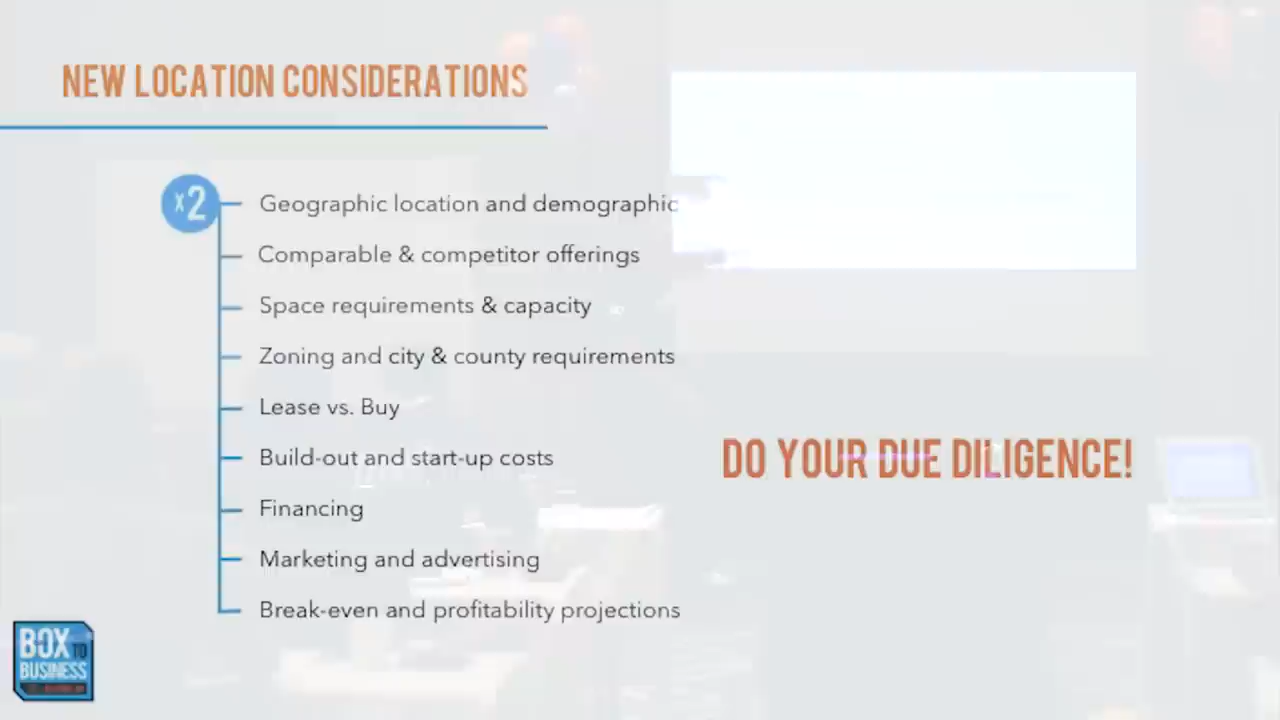 NEW LOCATION CONSIDERATIONS
x2
Geographic location and demographic
Comparable & competitor offerings
Space requirements & capacity
Zoning and city & county requirements
Lease vs. Buy
Build-out and start-up costs
Financing
Marketing and advertising
Break-even and profitability projections
DO YOUR DUE DILIGENCE!
BOX TO
BUSINESS